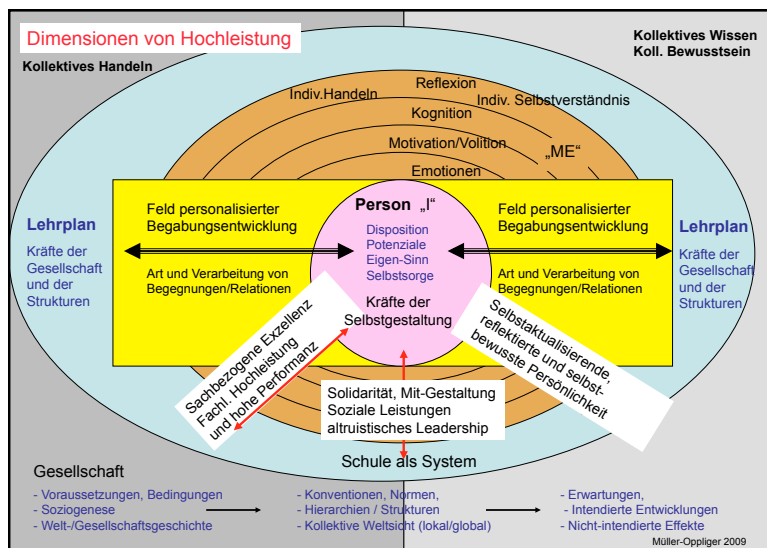 Dimensionen von Hochleistung
Kollektives Handeln
Kollektives Wissen
Koll. Bewusstsein
Reflexion
Indiv.Handeln
Indiv. Selbstverständnis
Kognition
Motivation/Volition
„ME“
Emotionen
Lehrplan
Kräfte der
Gesellschaft
und der
Strukturen
Feld personalisierter
Begabungsentwicklung
Art und Verarbeitung von
Begegnungen/Relationen
Person „I“
Disposition
Potenziale
Eigen-Sinn
Selbstsorge
Kräfte der
Selbstgestaltung
Feld personalisierter
Begabungsentwicklung
Art und Verarbeitung von
Begegnungen/Relationen
Lehrplan
Kräfte der
Gesellschaft
und der
Strukturen
Sachbezogene Exzellenz
Fachl. Hochleistung
und hohe Performanz
Solidarität, Mit-Gestaltung
Soziale Leistungen
altruistisches Leadership
Selbstaktualisierende,
reflektierte und selbst-
bewusste Persönlichkeit
Schule als System
Gesellschaft
- Voraussetzungen, Bedingungen
- Soziogenese
- Welt-/Gesellschaftsgeschichte
- Konventionen, Normen,
- Hierarchien / Strukturen
- Kollektive Weltsicht (lokal/global)
- Erwartungen,
- Intendierte Entwicklungen
- Nicht-intendierte Effekte
Müller-Oppliger 2009